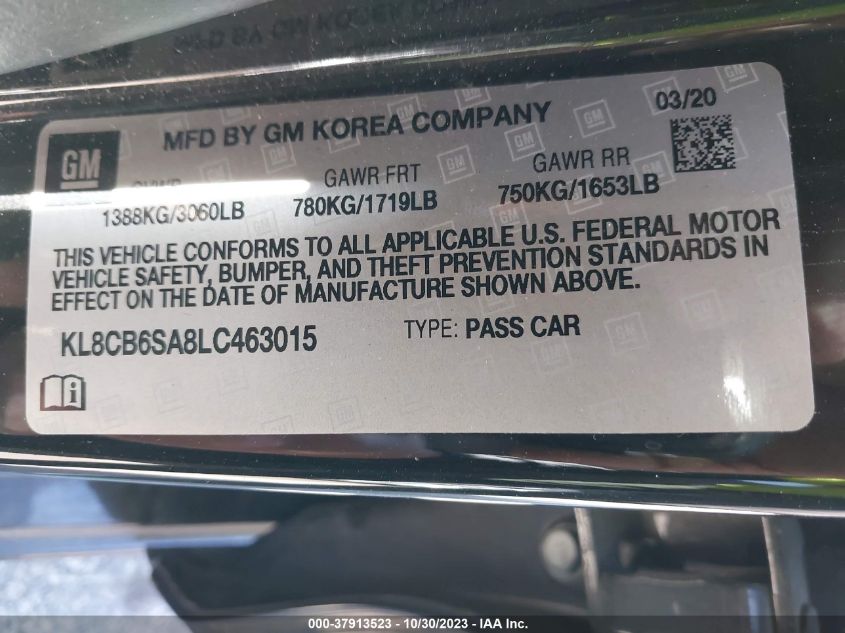 GM
MFD BY GM KOREA COMPANY
03/20
GVWR GAWR FRT GAWR RR
1388KG/3060LB 780KG/1719LB 750KG/1653LB
THIS VEHICLE CONFORMS TO ALL APPLICABLE U.S. FEDERAL MOTOR
VEHICLE SAFETY, BUMPER, AND THEFT PREVENTION STANDARDS IN
EFFECT ON THE DATE OF MANUFACTURE SHOWN ABOVE.
KL8CB6SA8LC463015 TYPE: PASS CAR
000-37913523 - 10/30/2023 - IAA Inc.